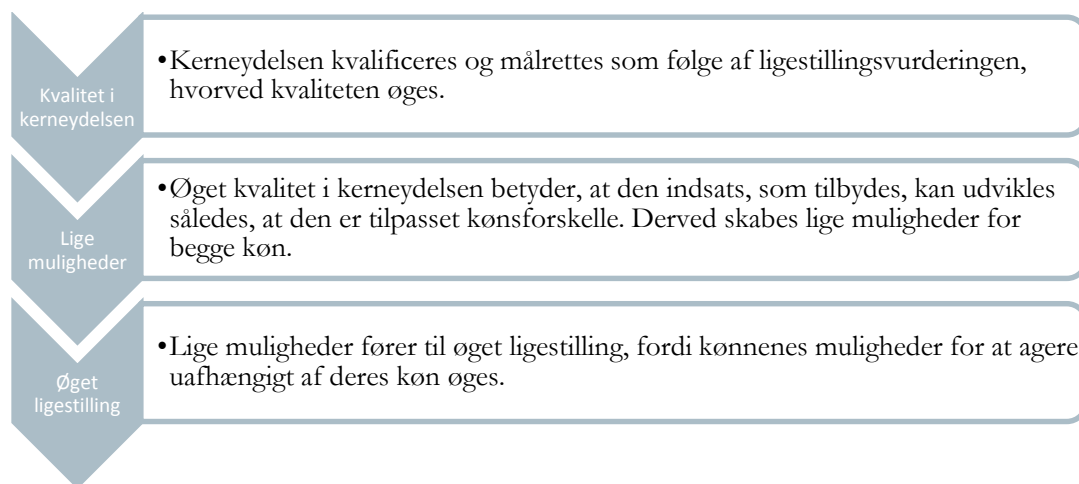 Kvalitet i
kerneydelsen
•Kerneydelsen kvalificeres og målrettes som følge af ligestillingsvurderingen,
hvorved kvaliteten øges.
Lige
muligheder
•Øget kvalitet i kerneydelsen betyder, at den indsats, som tilbydes, kan udvikles
således, at den er tilpasset kønsforskelle. Derved skabes lige muligheder for
begge køn.
Øget
ligestilling
•Lige muligheder fører til øget ligestilling, fordi kønnenes muligheder for at agere
uafhængigt af deres køn øges.